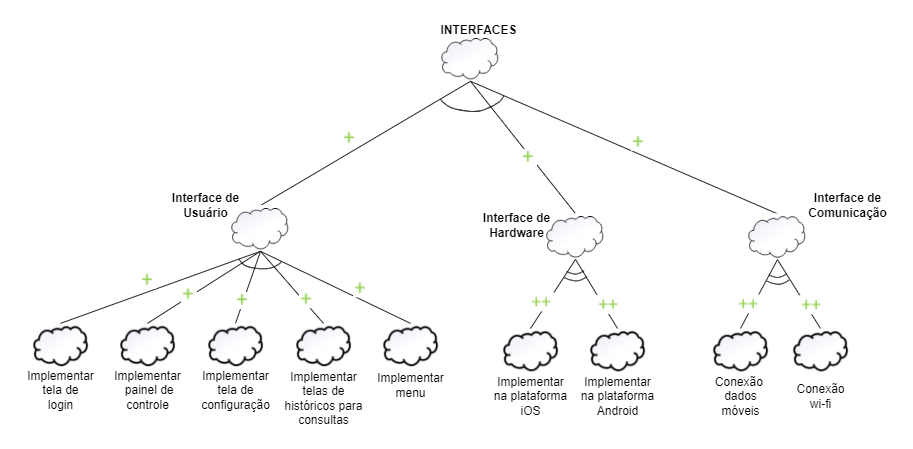 INTERFACES
+
+
+
Interface de
Usuário
Interface de
Hardware
Interface de
Comunicação
+
+
+
+
+
++
++
++
++
Implementar
tela de
login
Implementar
painel de
controle
Implementar
tela de
configuração
Implementar
telas de
históricos para
consultas
Implementar
menu
Implementar
na plataforma
iOS
Implementar
na plataforma
Android
Conexão
dados
móveis
Conexão
wi-fi